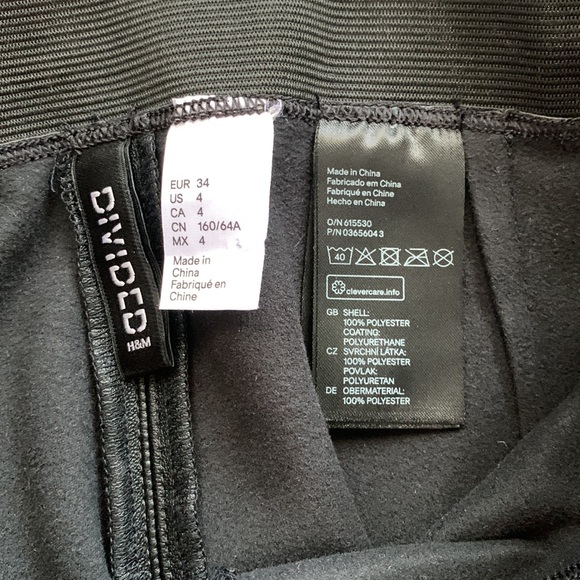 DIVIDED
H&M
EUR 34
US 4
CA 4
CN 160/64A
MX 4
Made in
China
Fabriqué en
Chine
Made in China
Fabricado em China
Fabriqué en Chine
Hecho en China
O/N 615530
P/N 0365604 3
40
clevercare.info
GB SHELL:
100% POLYESTER
COATING:
POLYURETHANE
CZ SVRCHNÍ LÁTKA:
100% POLYESTER
POVLAK:
POLYURETAN
DE OBERMATERIAL:
100% POLYESTER